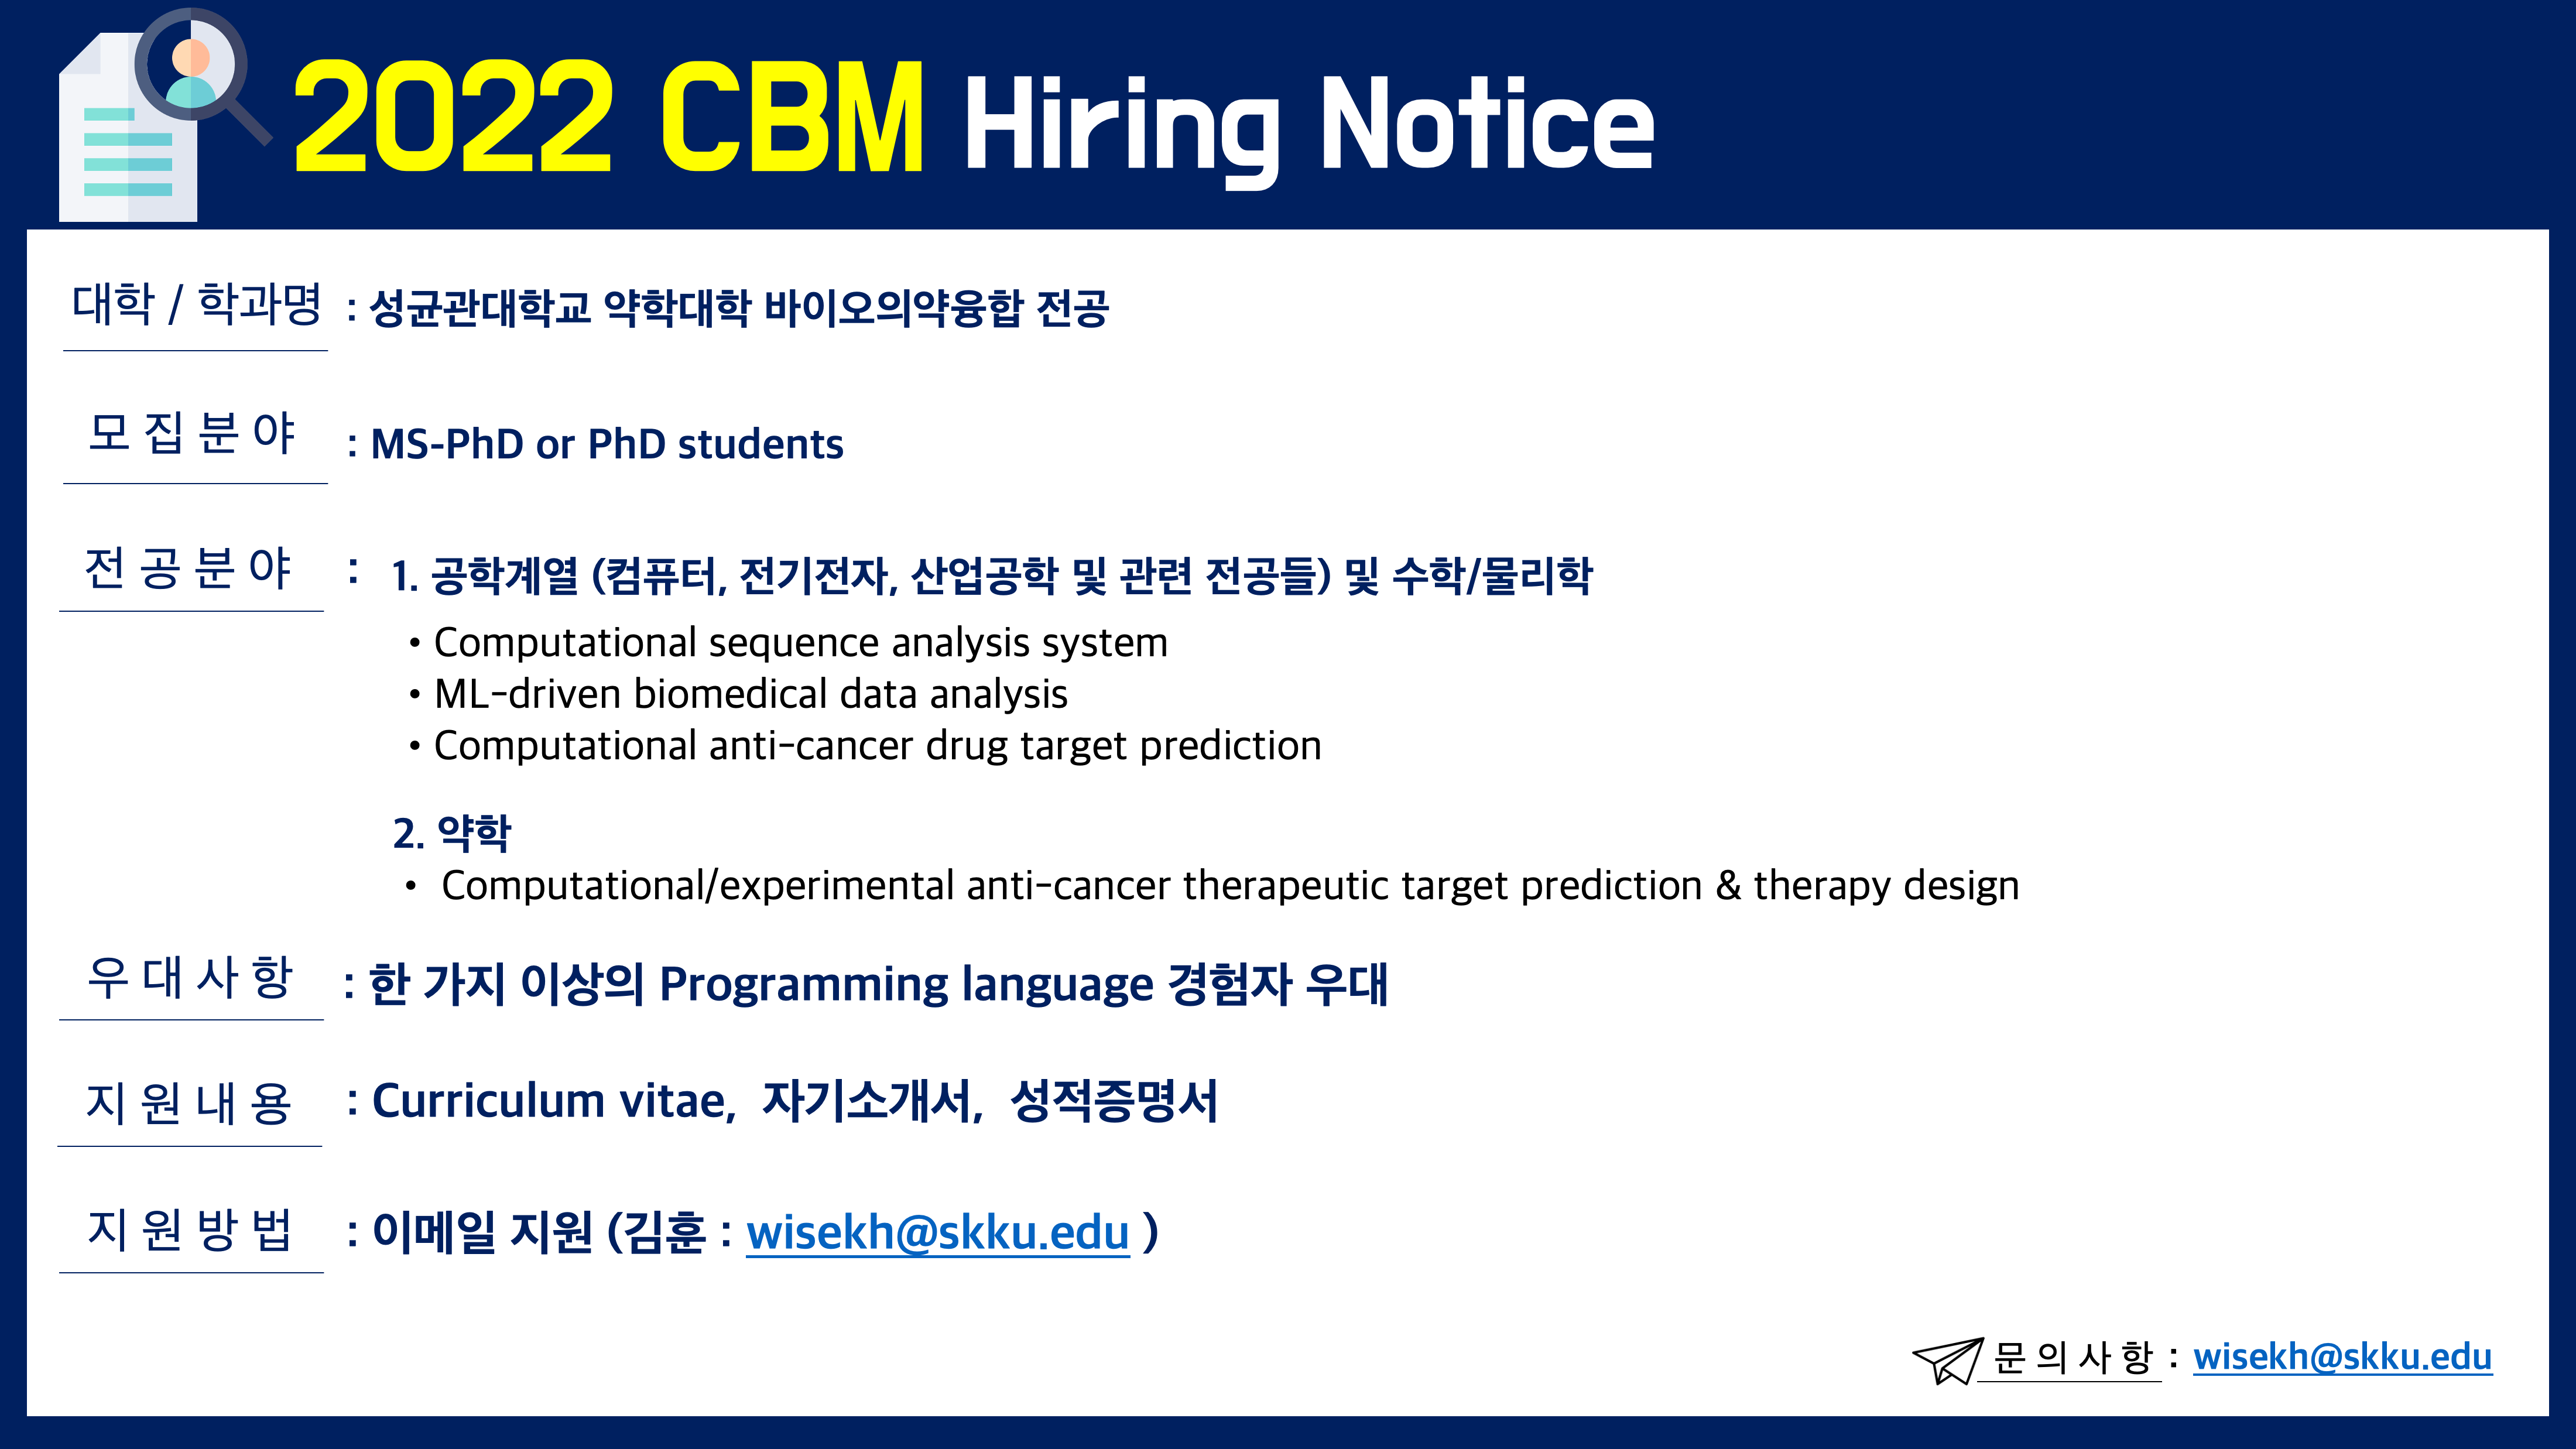 2022 CBM Hiring Notice
대학 / 학과명 : 성균관대학교 약학대학 바이오의약융합 전공
모집분야 : MS-PhD or PhD students
전공분야 : 1. 공학계열 (컴퓨터, 전기전자, 산업공학 및 관련 전공들) 및 수학/물리학
• Computational sequence analysis system
• ML-driven biomedical data analysis
• Computational anti-cancer drug target prediction
2. 약학
• Computational/experimental anti-cancer therapeutic target prediction & therapy design
우대사항 : 한 가지 이상의 Programming language 경험자 우대
지원내용 : Curriculum vitae, 자기소개서, 성적증명서
지원방법 : 이메일 지원 (김훈 : wisekh@skku.edu )
문의사항 : wisekh@skku.edu